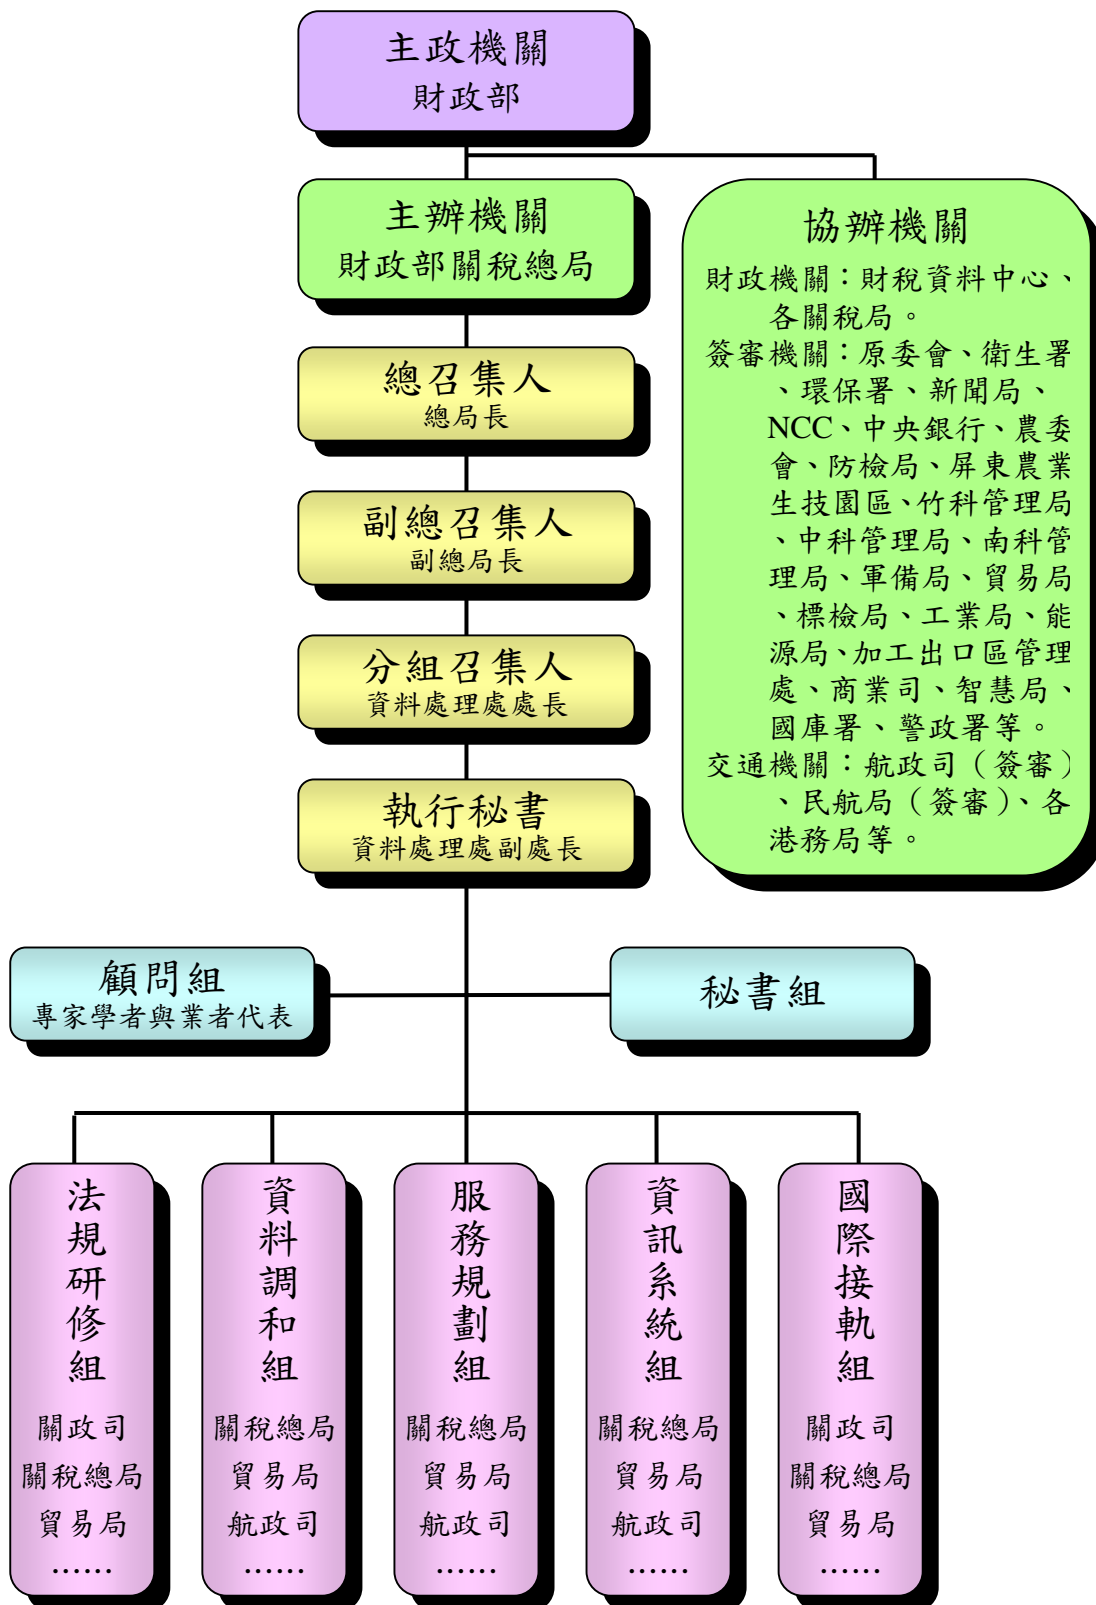 主政機關
財政部
主辦機關
財政部關稅總局
協辦機關
財政機關：財稅資料中心、
各關稅局。
簽審機關：原委會、衛生署
、環保署、新聞局、
NCC、中央銀行、農委
會、防檢局、屏東農業
生技園區、竹科管理局
、中科管理局、南科管
理局、軍備局、貿易局
、標檢局、工業局、能
源局、加工出口區管理
處、商業司、智慧局、
國庫署、警政署等。
交通機關：航政司（簽審）
、民航局（簽審）、各
港務局等。
總召集人
總局長
副總召集人
副總局長
分組召集人
資料處理處處長
執行秘書
資料處理處副處長
顧問組
專家學者與業者代表
秘書組
法規研修組
關政司
關稅總局
貿易局
……
資料調和組
關稅總局
貿易局
航政司
……
服務規劃組
關稅總局
貿易局
航政司
……
資訊系統組
關稅總局
貿易局
航政司
……
國際接軌組
關政司
關稅總局
貿易局
……